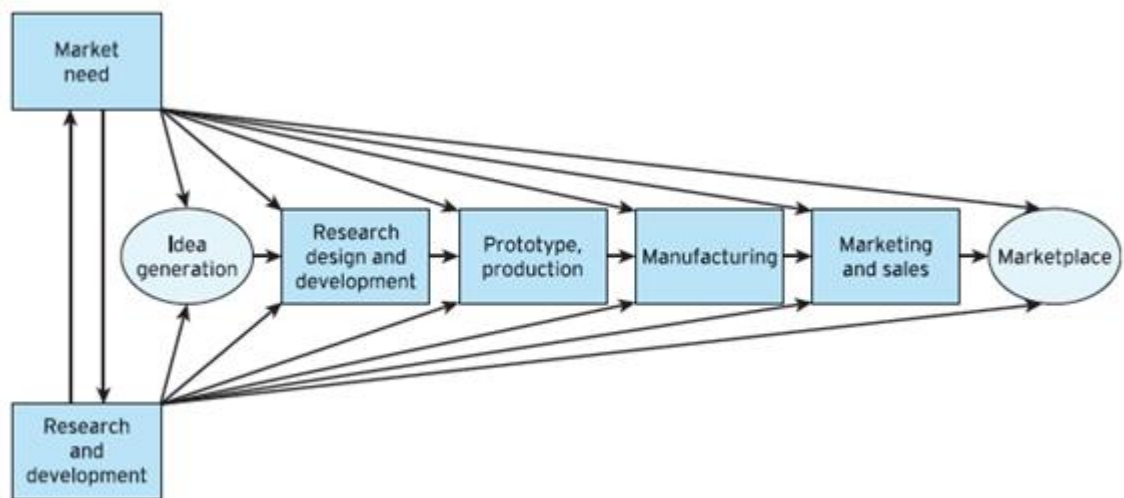 Market
need
Idea
generation
Research
design and
development
Prototype,
production
Manufacturing
Marketing
and sales
Marketplace
Research
and
development